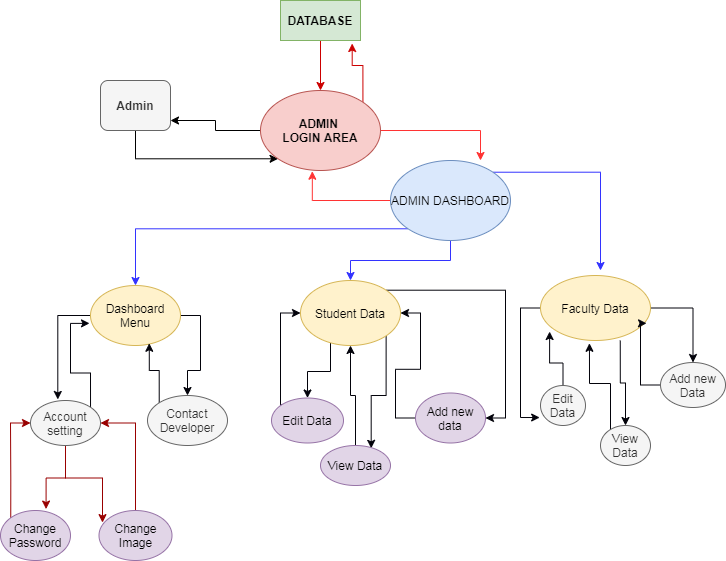 DATABASE
Admin
ADMIN
LOGIN AREA
ADMIN DASHBOARD
Dashboard
Menu
Student Data
Faculty Data
Account
setting
Contact
Developer
Edit Data
View Data
Add new
data
Edit
Data
View
Data
Add new
Data
Change
Password
Change
Image